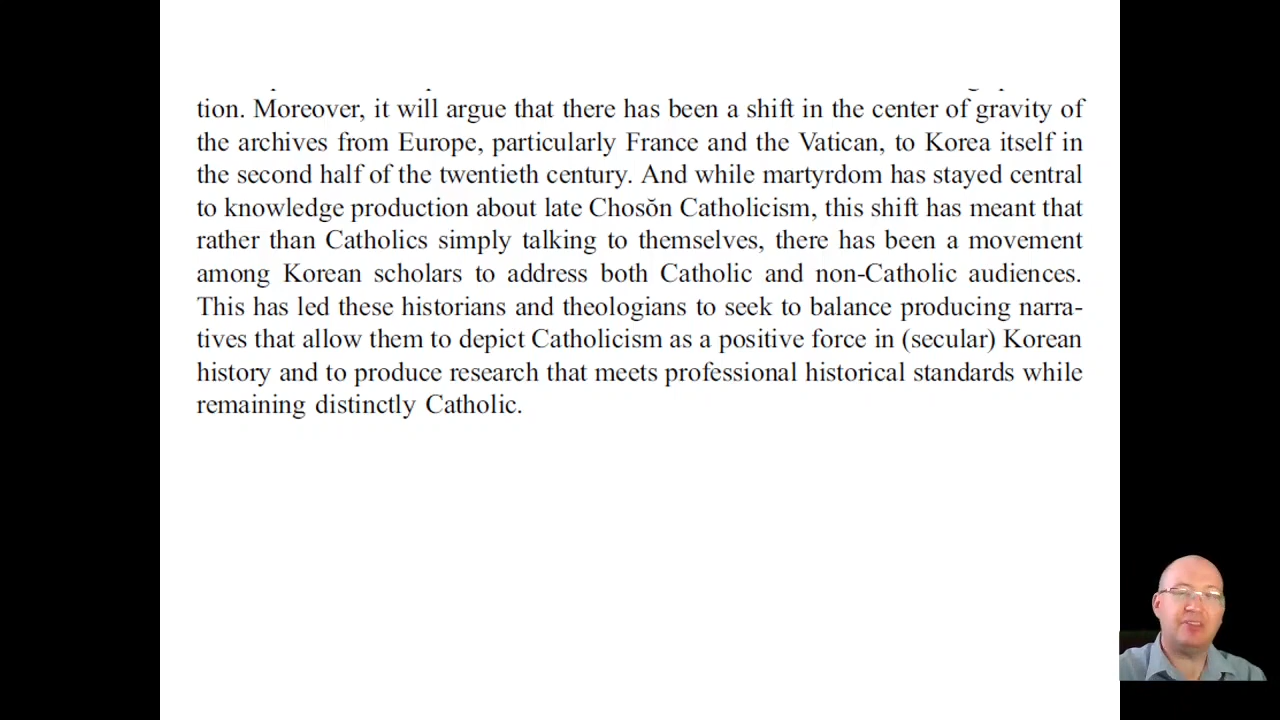 tion. Moreover, it will argue that there has been a shift in the center of gravity of
the archives from Europe, particularly France and the Vatican, to Korea itself in
the second half of the twentieth century. And while martyrdom has stayed central
to knowledge production about late Chosŏn Catholicism, this shift has meant that
rather than Catholics simply talking to themselves, there has been a movement
among Korean scholars to address both Catholic and non-Catholic audiences.
This has led these historians and theologians to seek to balance producing narra-
tives that allow them to depict Catholicism as a positive force in (secular) Korean
history and to produce research that meets professional historical standards while
remaining distinctly Catholic.